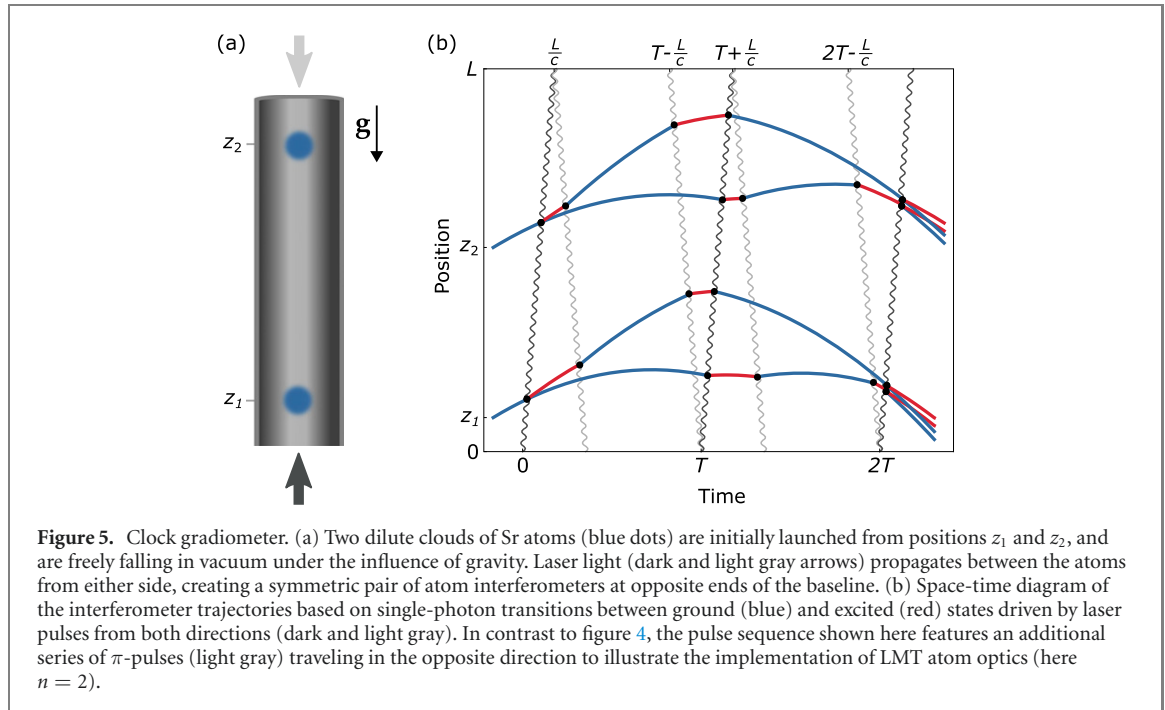 (a)
g
z2
z1
(b)
L/c
T-L/c
T+L/c
2T-L/c
L
Position
z2
z1
0
0
T
2T
Time
Figure 5. Clock gradiometer. (a) Two dilute clouds of Sr atoms (blue dots) are initially launched from positions z1 and z2, and
are freely falling in vacuum under the influence of gravity. Laser light (dark and light gray arrows) propagates between the atoms
from either side, creating a symmetric pair of atom interferometers at opposite ends of the baseline. (b) Space-time diagram of
the interferometer trajectories based on single-photon transitions between ground (blue) and excited (red) states driven by laser
pulses from both directions (dark and light gray). In contrast to figure 4, the pulse sequence shown here features an additional
series of π-pulses (light gray) traveling in the opposite direction to illustrate the implementation of LMT atom optics (here
n = 2).